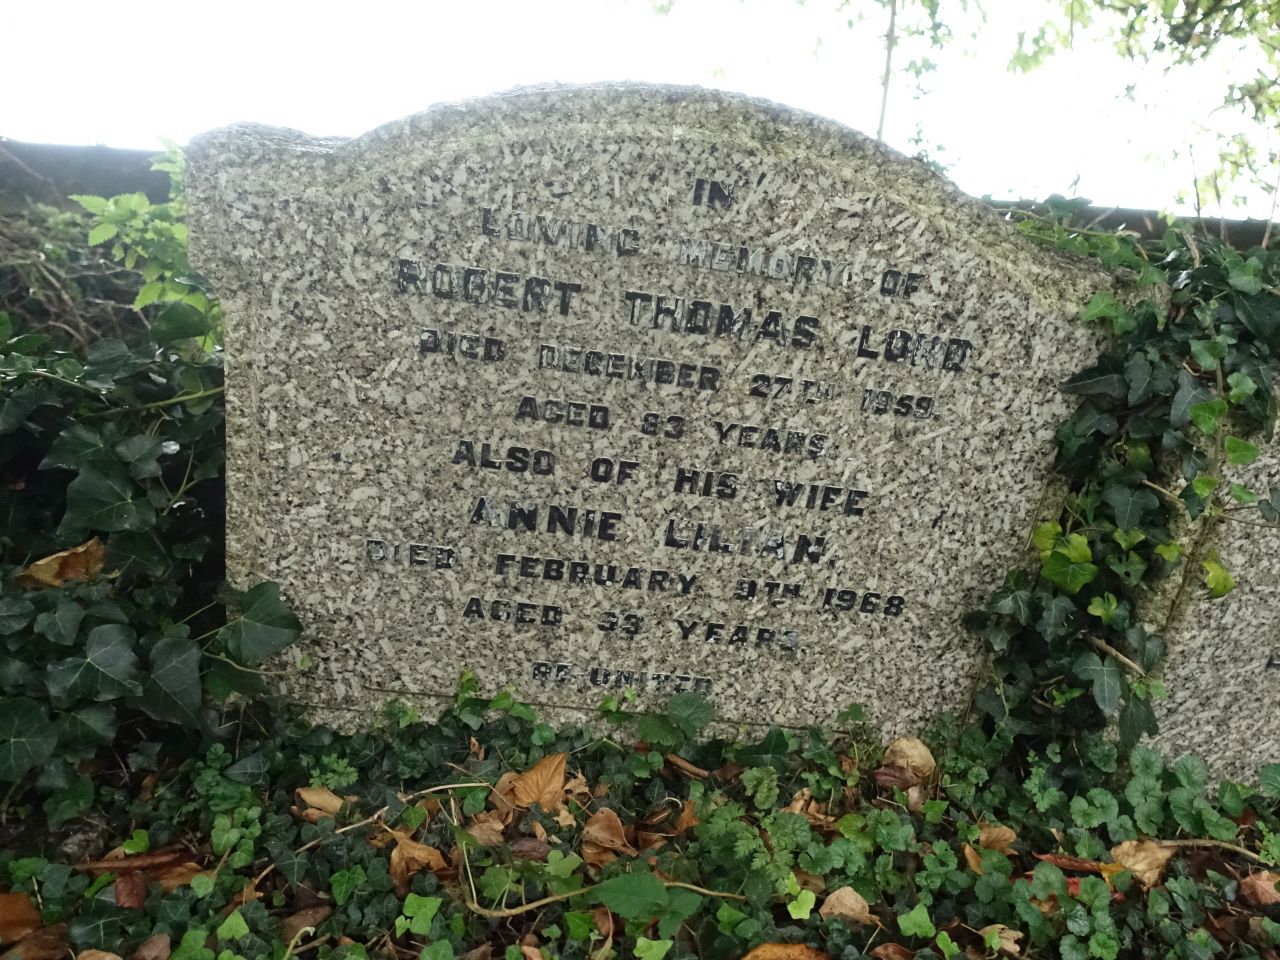 IN
LOVING MEMORY OF
ROBERT THOMAS LORD
DIED DECEMBER 27TH 1959.
AGED 83 YEARS.
ALSO OF HIS WIFE
ANNIE LILIAN.
DIED FEBRUARY 9TH 1968
AGED YEARS.
RE-UNITED